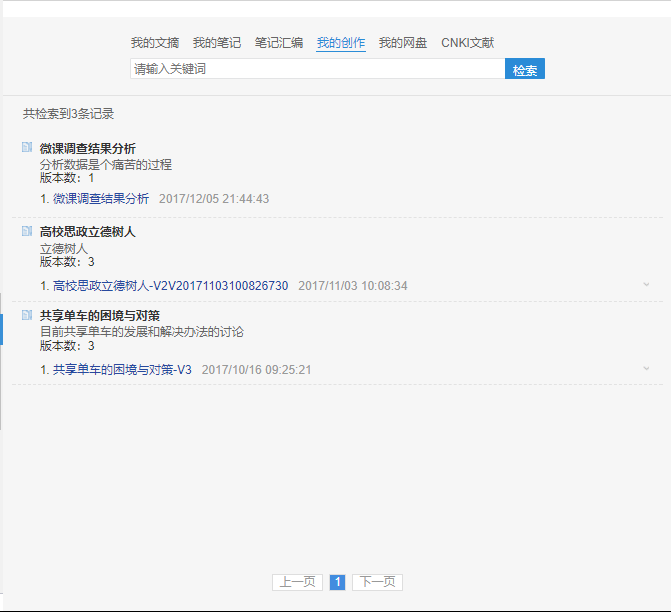 我的文摘 我的笔记 笔记汇编 我的创作 我的网盘 CNKI文献
请输入关键词 检索
共检索到3条记录
微课调查结果分析
分析数据是个痛苦的过程
版本数：1
1. 微课调查结果分析 2017/12/05 21:44:43
高校思政立德树人
立德树人
版本数：3
1. 高校思政立德树人-V2V20171103100826730 2017/11/03 10:08:34
共享单车的困境与对策
目前共享单车的发展和解决办法的讨论
版本数：3
1. 共享单车的困境与对策-V3 2017/10/16 09:25:21
上一页 1 下一页